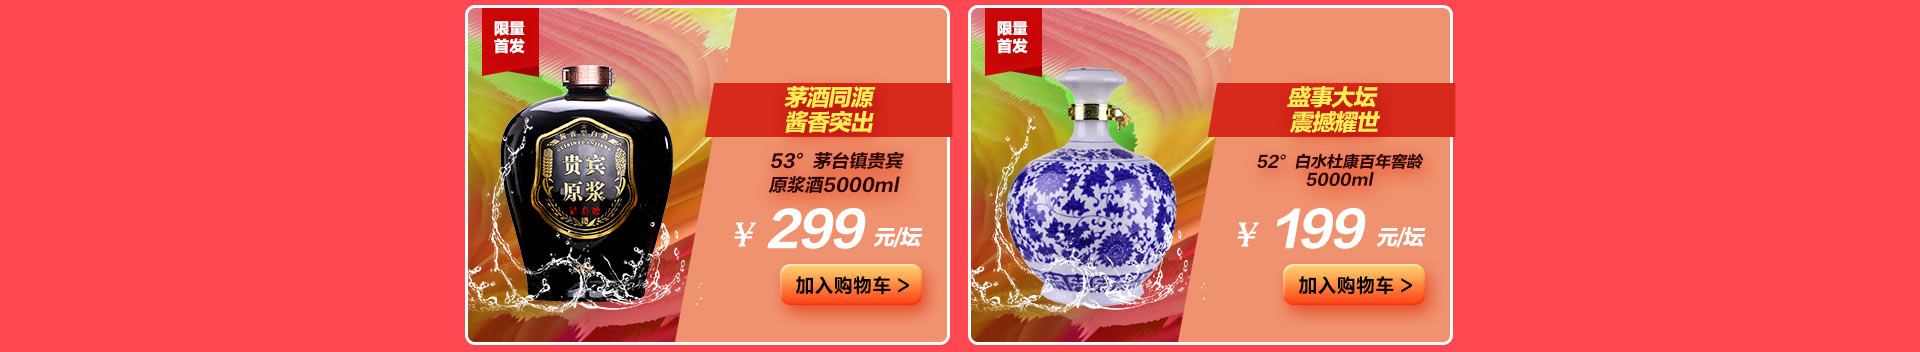 限量
首发
茅酒同源
酱香突出
贵宾
原浆
53°茅台镇贵宾
原浆酒5000ml
¥ 299 元/坛
加入购物车 >
限量
首发
盛事大坛
震撼耀世
52°白水杜康百年窖龄
5000ml
¥ 199 元/坛
加入购物车 >